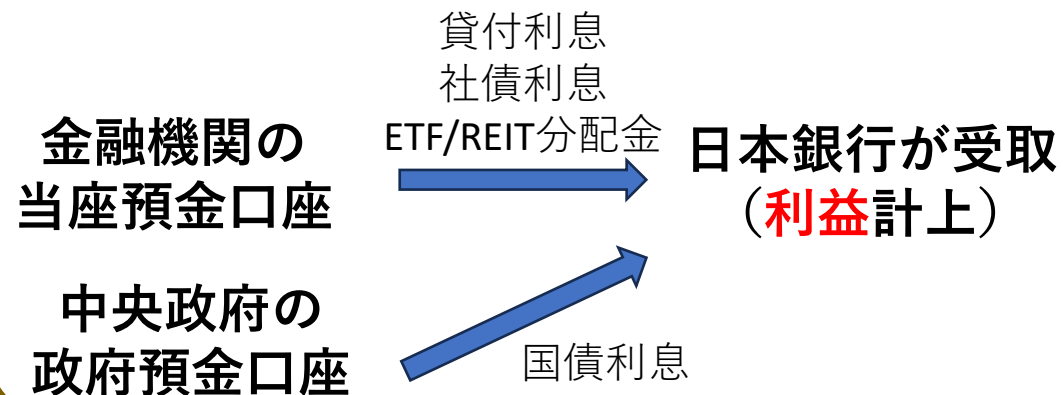 貸付利息
社債利息
ETF/REIT分配金
金融機関の
当座預金口座
日本銀行が受取
（利益計上）
中央政府の
政府預金口座
国債利息